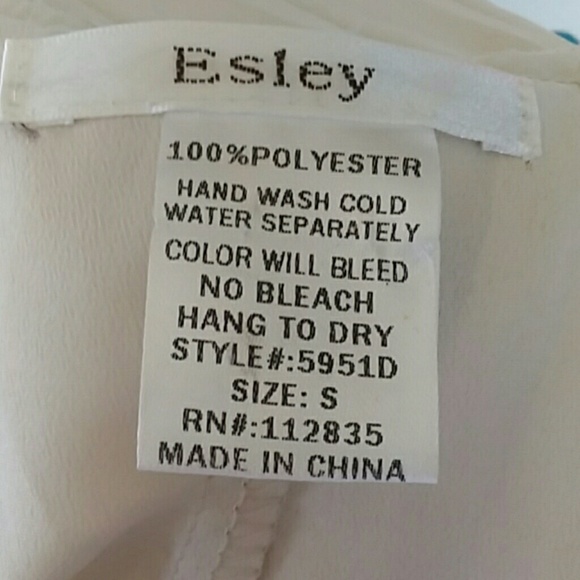 Esley
100%POLYESTER
HAND WASH COLD
WATER SEPARATELY
COLOR WILL BLEED
NO BLEACH
HANG TO DRY
STYLE#:5951D
SIZE: S
RN#:112835
MADE IN CHINA